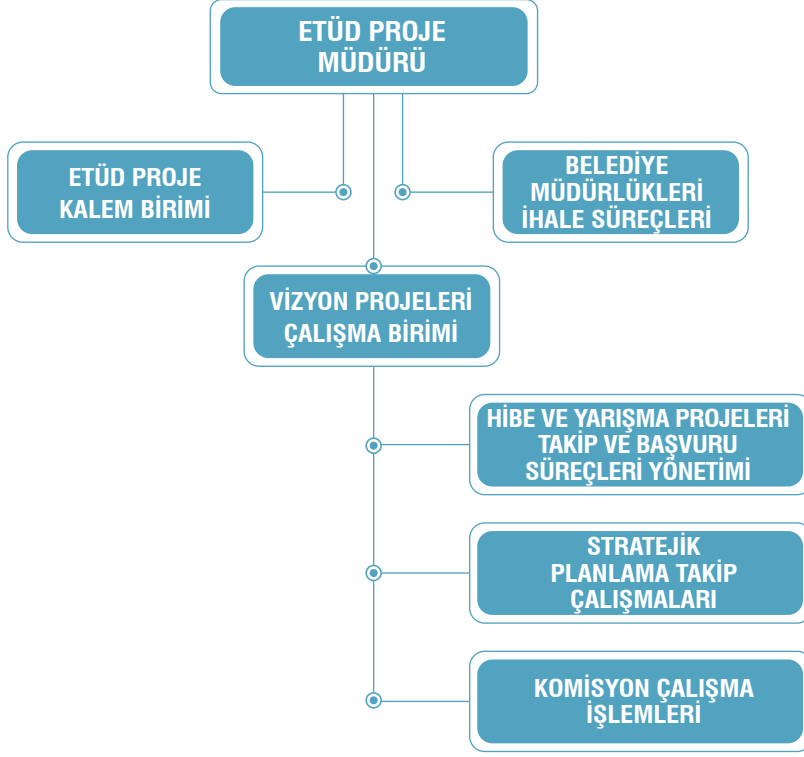 ETÜD PROJE
MÜDÜRÜ
ETÜD PROJE
KALEM BİRİMİ
BELEDİYE
MÜDÜRLÜKLERİ
İHALE SÜREÇLERİ
VİZYON PROJELERİ
ÇALIŞMA BİRİMİ
HİBE VE YARIŞMA PROJELERİ
TAKİP VE BAŞVURU
SÜREÇLERİ YÖNETİMİ
STRATEJİK
PLANLAMA TAKİP
ÇALIŞMALARI
KOMİSYON ÇALIŞMA
İŞLEMLERİ